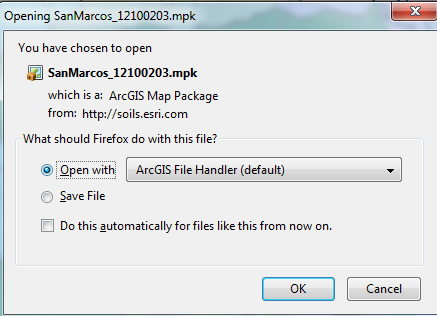 Opening SanMarcos_12100203.mpk
You have chosen to open
SanMarcos_12100203.mpk
which is a: ArcGIS Map Package
from: http://soils.esri.com
What should Firefox do with this file?
Open with ArcGIS File Handler (default)
Save File
Do this automatically for files like this from now on.
OK Cancel